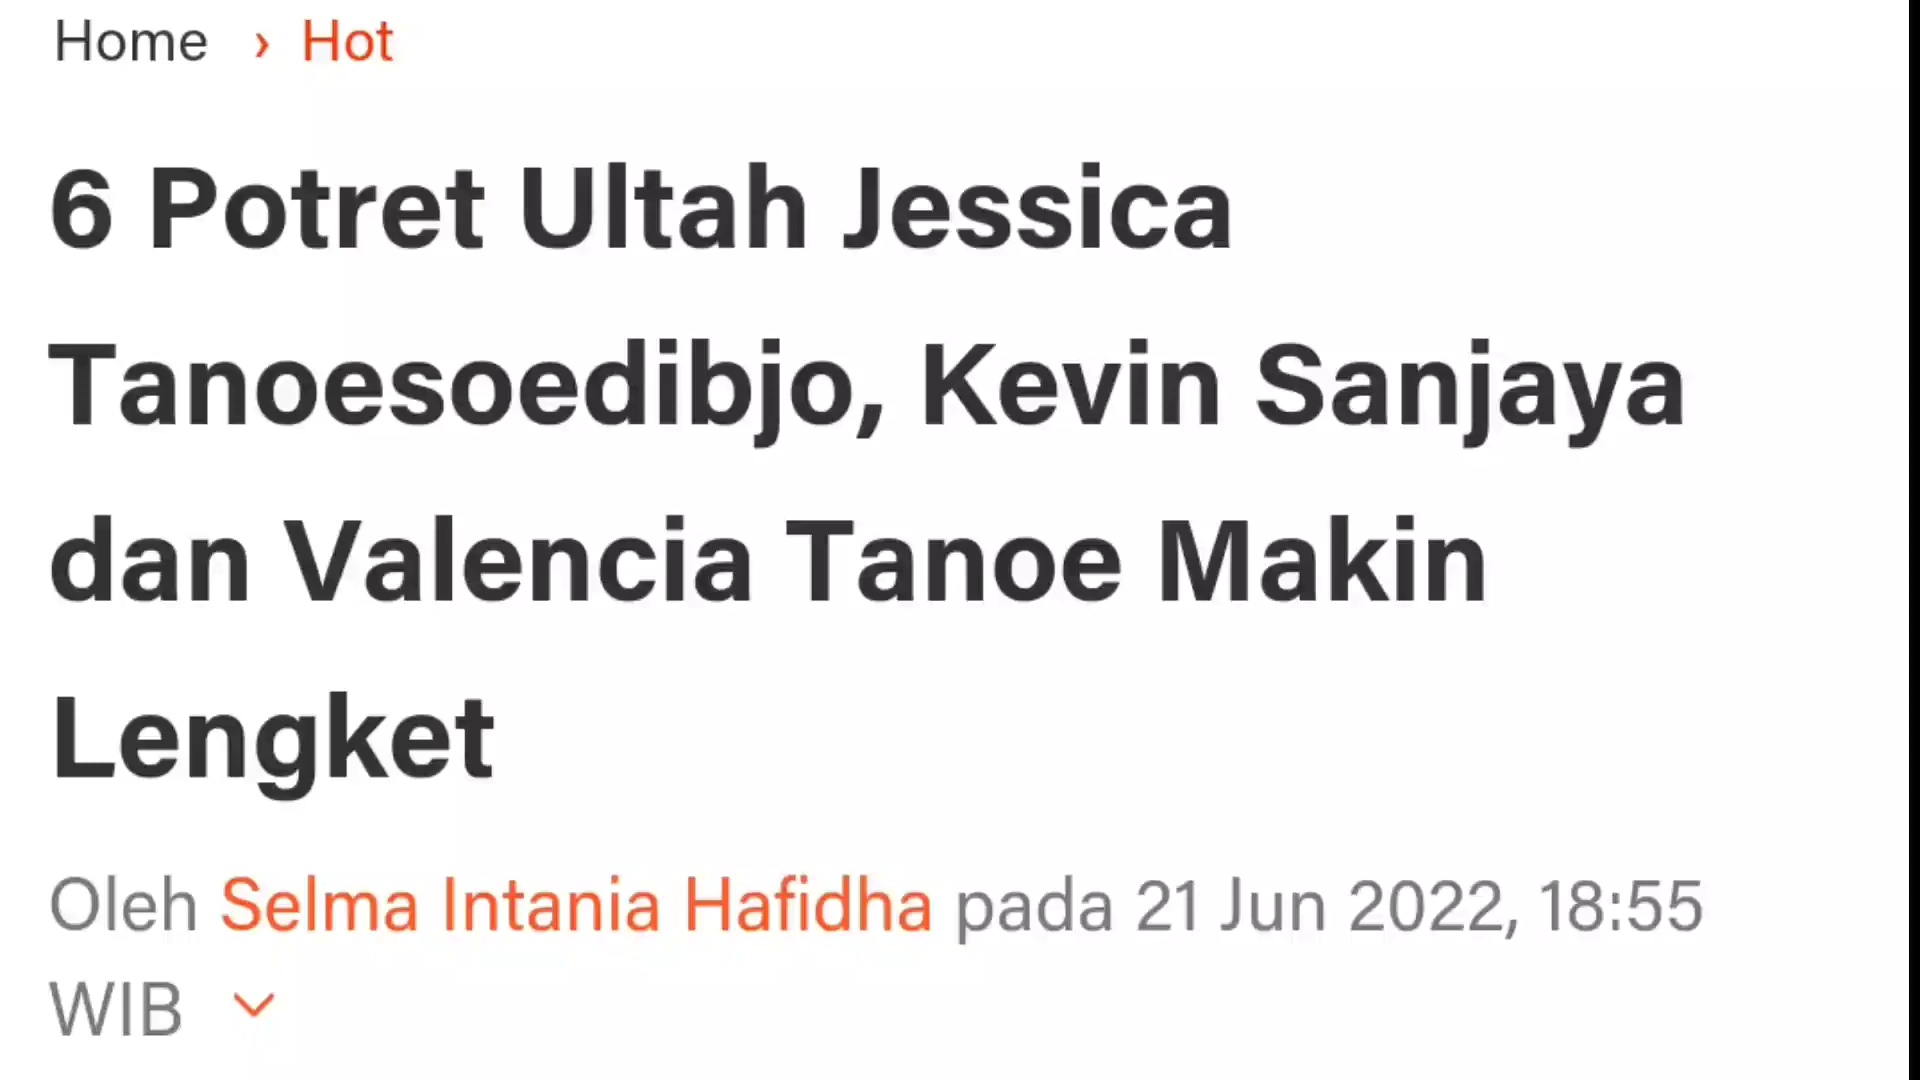 Home › Hot
6 Potret Ultah Jessica
Tanoesoedibjo, Kevin Sanjaya
dan Valencia Tanoe Makin
Lengket
Oleh Selma Intania Hafidha pada 21 Jun 2022, 18:55
WIB